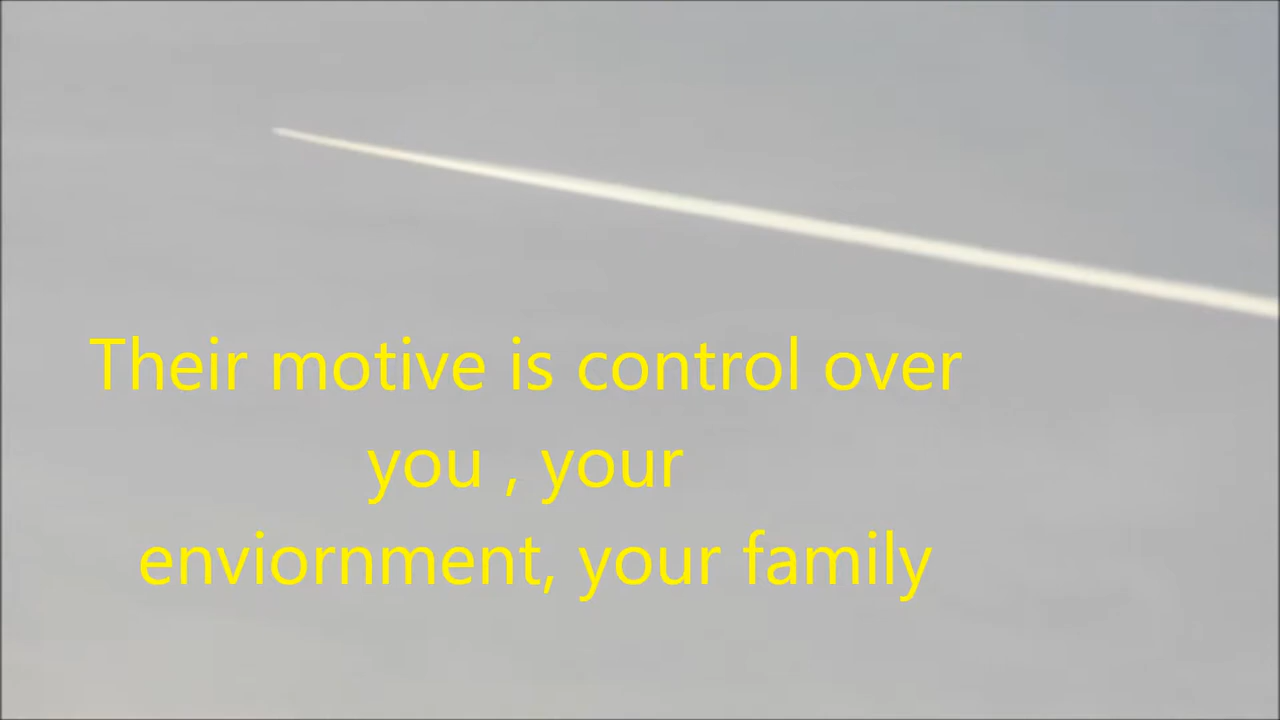 Their motive is control over
you , your
enviornment, your family